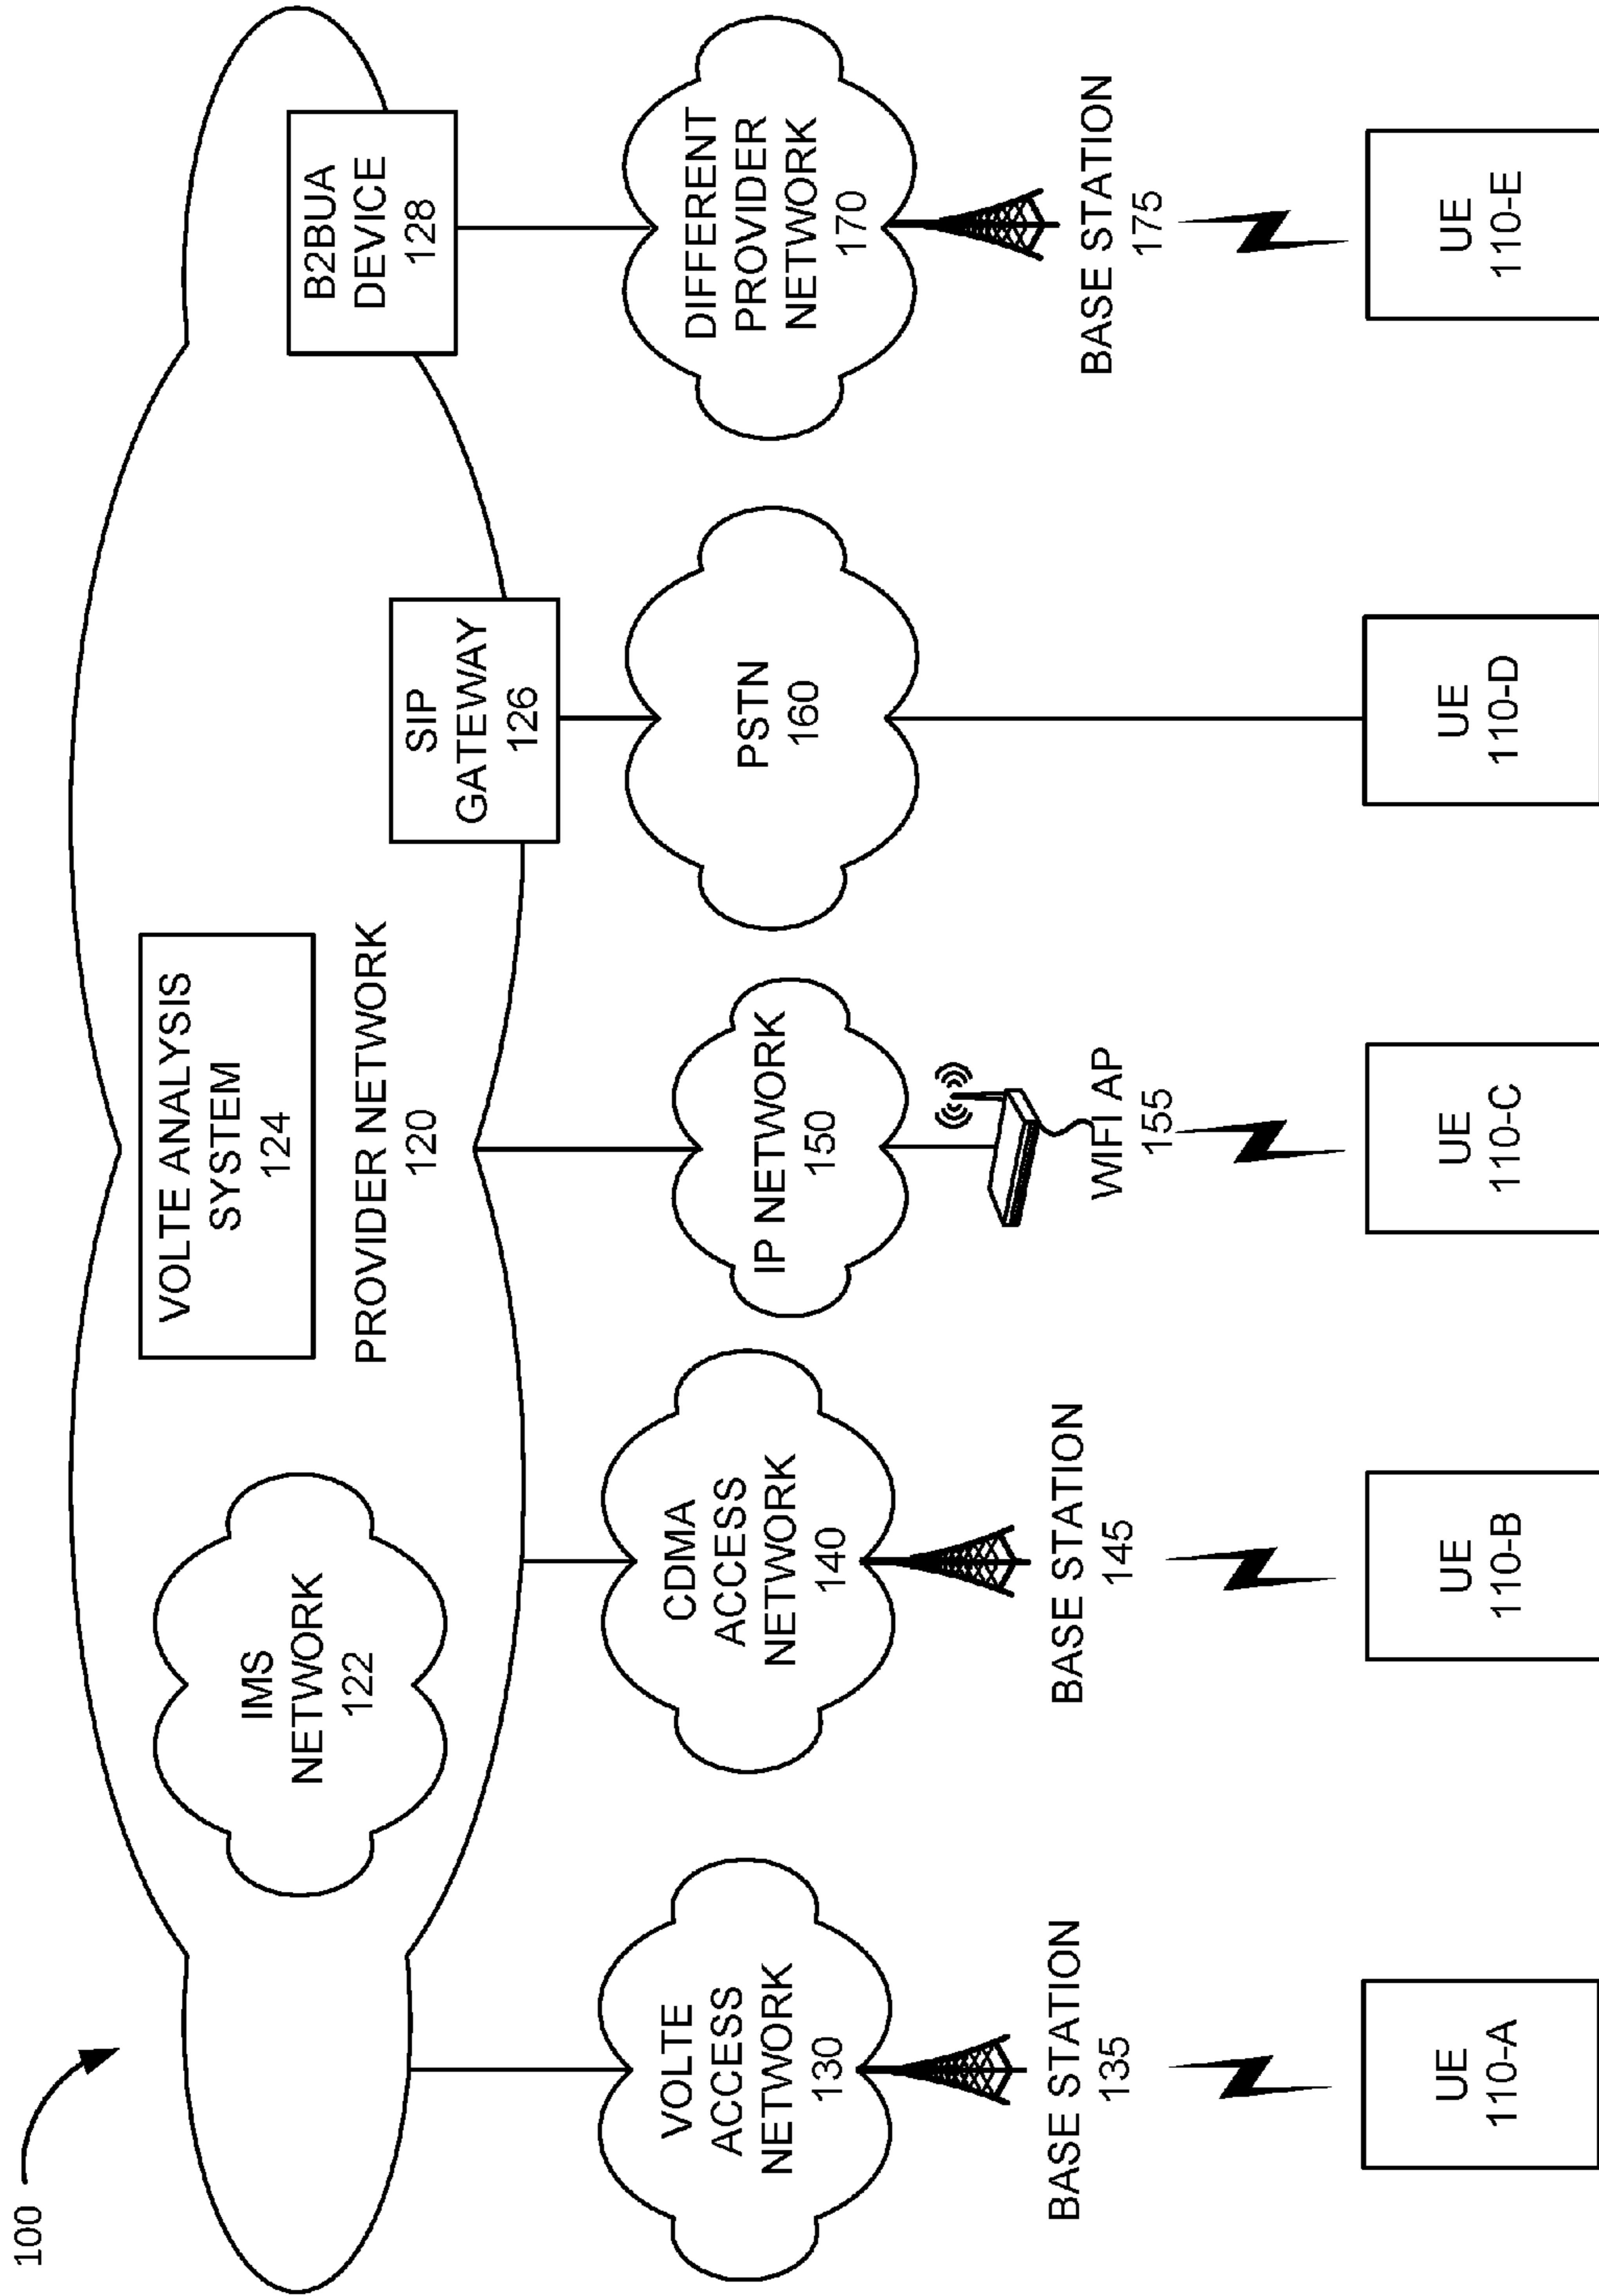 100
IMS
NETWORK
122
VOLTE ANALYSIS
SYSTEM
124
PROVIDER NETWORK
120
SIP
GATEWAY
126
B2BUA
DEVICE
128
VOLTE
ACCESS
NETWORK
130
CDMA
ACCESS
NETWORK
140
IP NETWORK
150
PSTN
160
DIFFERENT
PROVIDER
NETWORK
170
BASE STATION
135
BASE STATION
145
WIFI AP
155
BASE STATION
175
UE
110-A
UE
110-B
UE
110-C
UE
110-D
UE
110-E